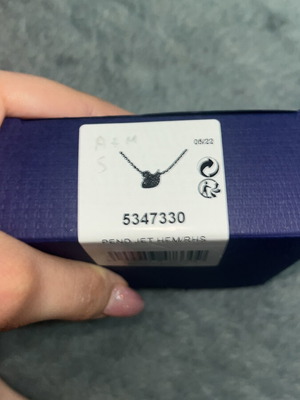 A + M
05/22
S
5347330
PEND JET HEM/RHS